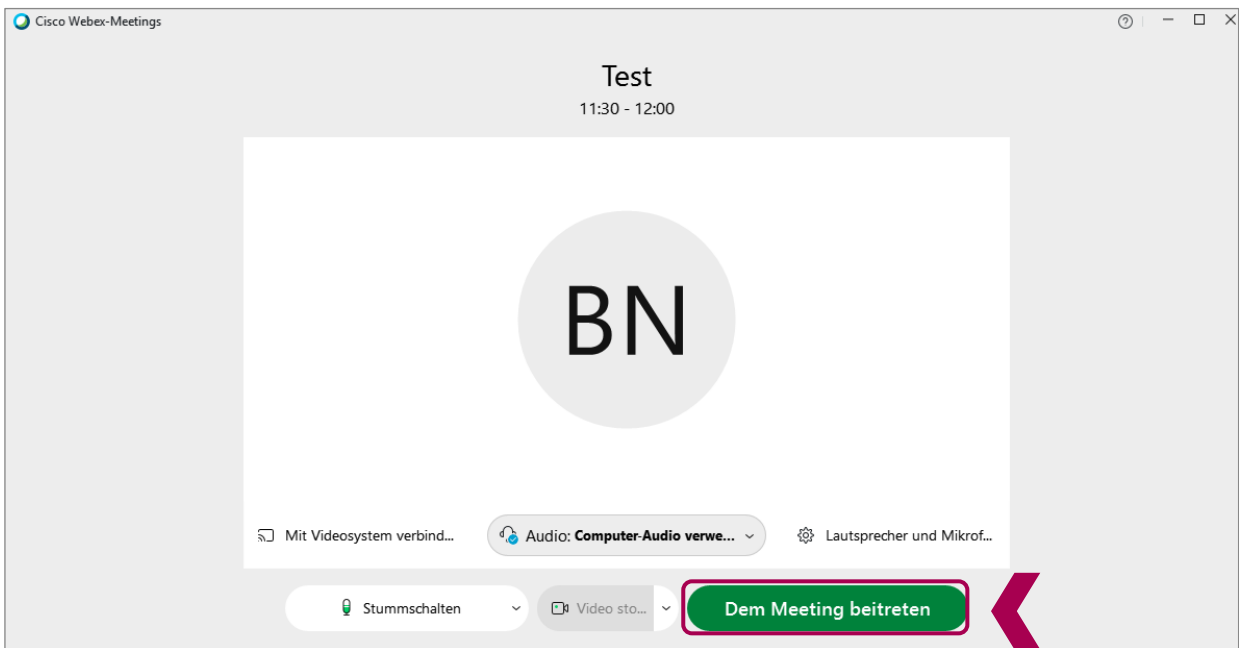 Cisco Webex-Meetings
Test
11:30 - 12:00
BN
Mit Videosystem verbind... Audio: Computer-Audio verwe... Lautsprecher und Mikrof...
Stummschalten Video sto... Dem Meeting beitreten